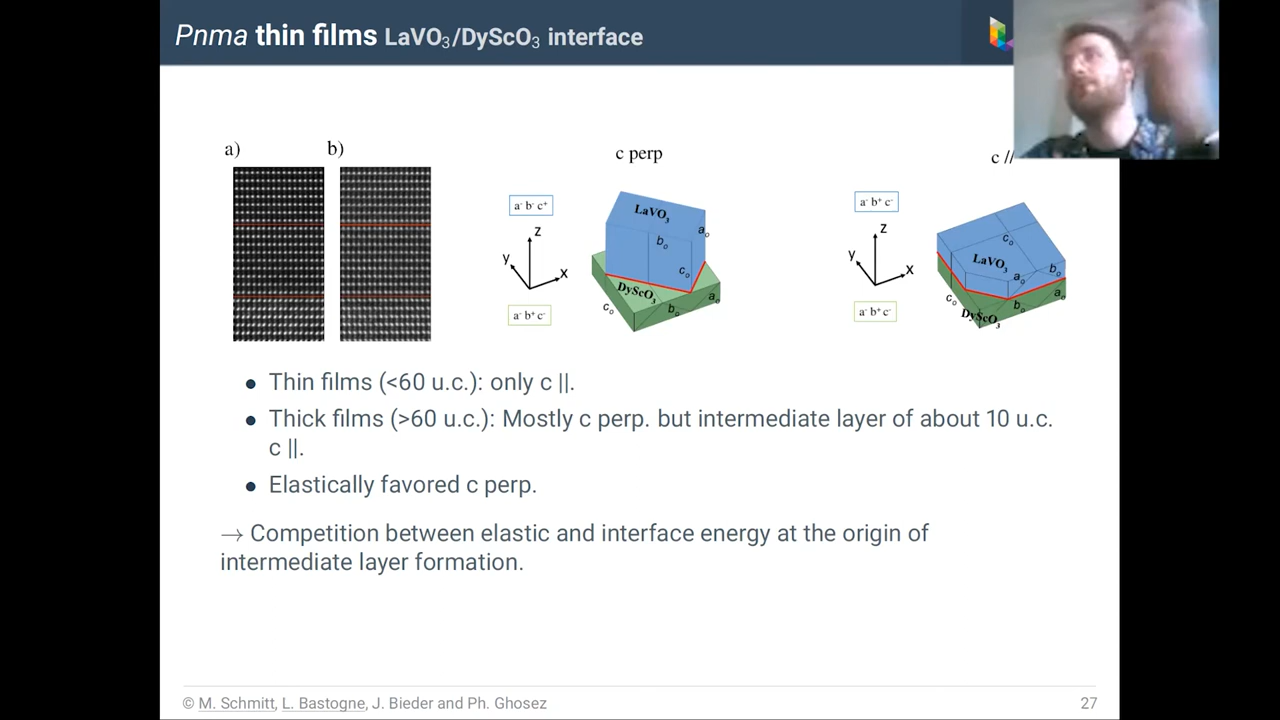 Pnma thin films LaVO₃/DyScO₃ interface
a)
b)
c perp
c //
a⁻ b⁻ c⁺
z
y
x
a⁻ b⁺ c⁻
LaVO₃
a₀
b₀
c₀
DyScO₃
c₀
b₀
a₀
a⁻ b⁺ c⁻
z
y
x
a⁻ b⁺ c⁻
c₀
LaVO₃
a₀
b₀
c₀
DyScO₃
b₀
a₀
● Thin films (<60 u.c.): only c ||.
● Thick films (>60 u.c.): Mostly c perp. but intermediate layer of about 10 u.c.
c ||.
● Elastically favored c perp.
→ Competition between elastic and interface energy at the origin of
intermediate layer formation.
© M. Schmitt, L. Bastogne, J. Bieder and Ph. Ghosez
27